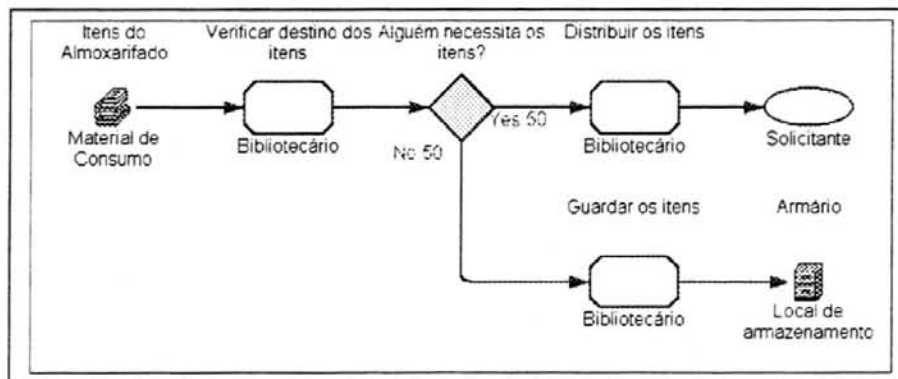 Itens do
Almoxarifado
Verificar destino dos
itens
Alguém necessita os
itens?
Distribuir os itens
Material de
Consumo
Bibliotecário
Yes 50
No 50
Bibliotecário
Solicitante
Guardar os itens
Armário
Bibliotecário
Local de
armazenamento